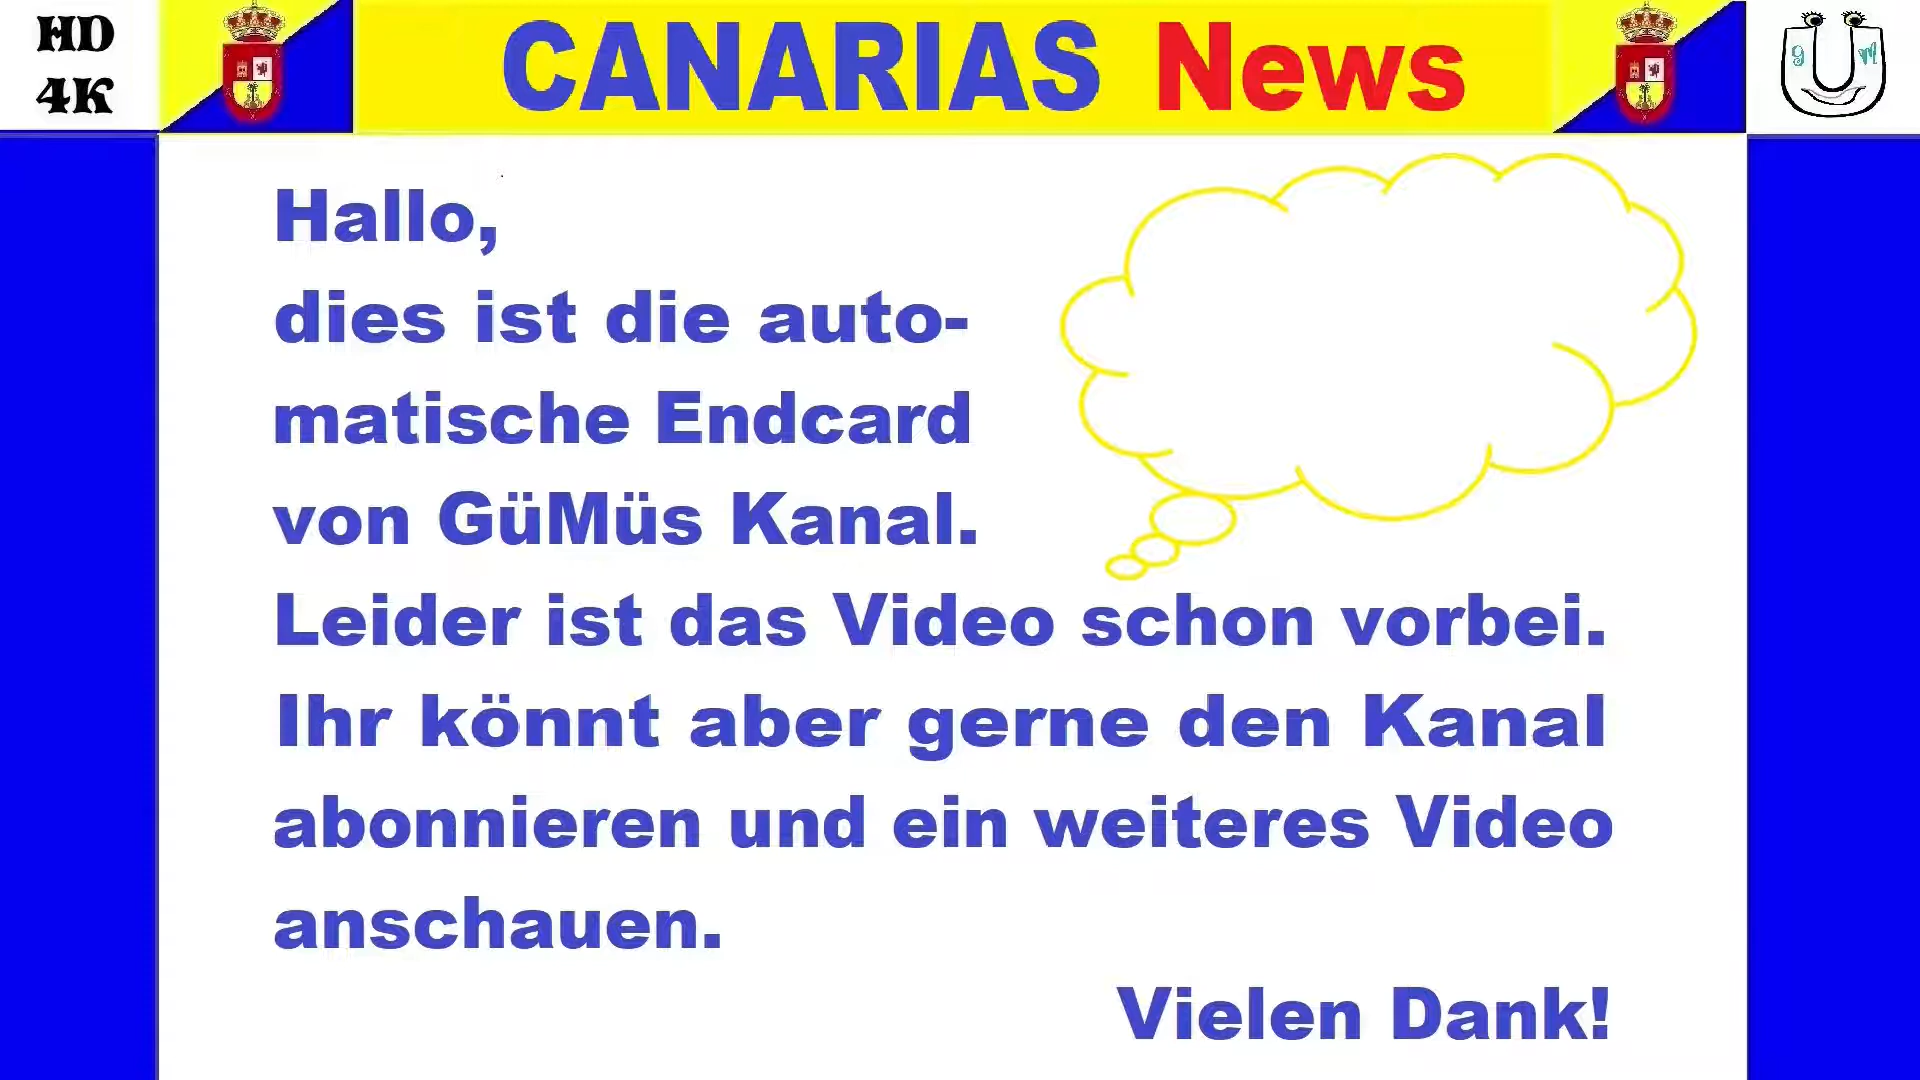 HD
4K
CANARIAS News
g Ü M
Hallo,
dies ist die auto-
matische Endcard
von GüMüs Kanal.
Leider ist das Video schon vorbei.
Ihr könnt aber gerne den Kanal
abonnieren und ein weiteres Video
anschauen.
Vielen Dank!